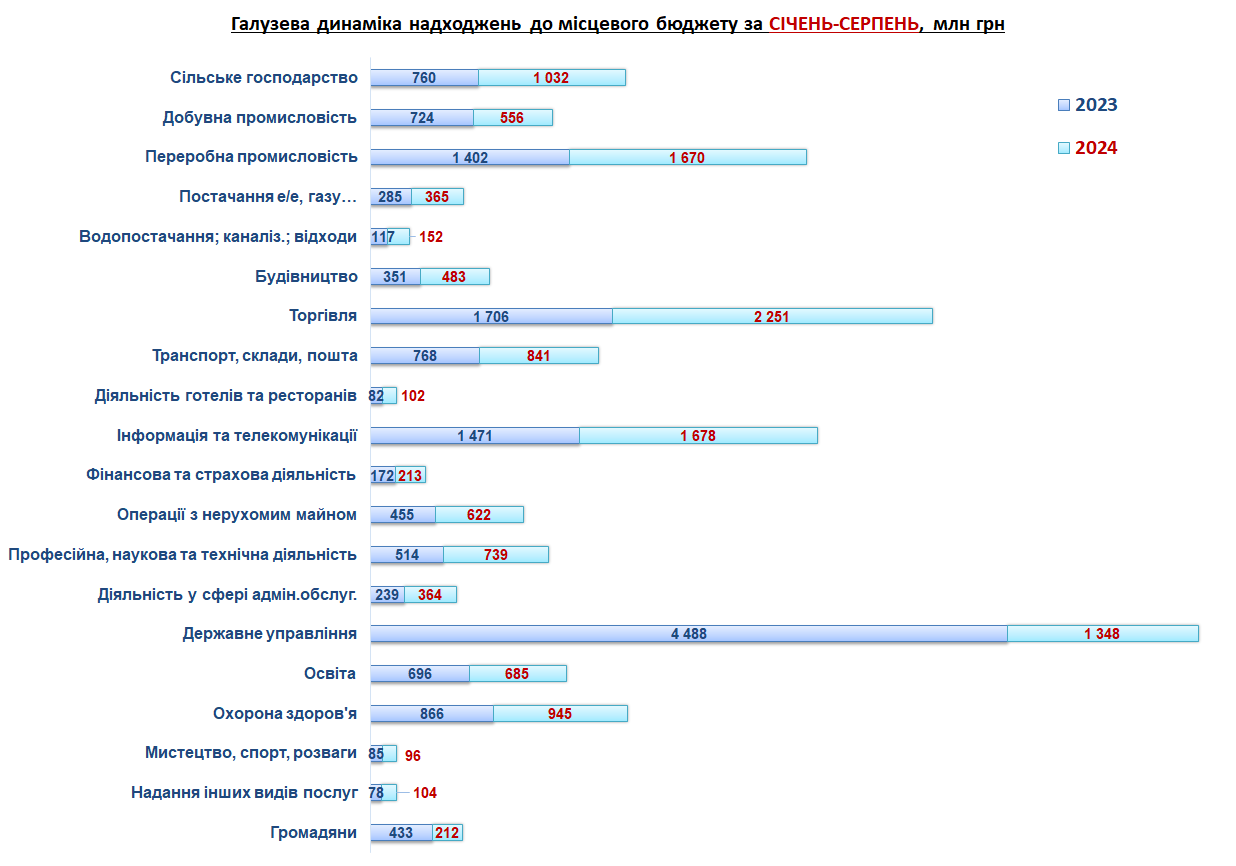 Галузева динаміка надходжень до місцевого бюджету за СІЧЕНЬ-СЕРПЕНЬ, млн грн
2023
2024
Сільське господарство 760 1 032
Добувна промисловість 724 556
Переробна промисловість 1 402 1 670
Постачання е/е, газу… 285 365
Водопостачання; каналіз.; відходи 117 152
Будівництво 351 483
Торгівля 1 706 2 251
Транспорт, склади, пошта 768 841
Діяльність готелів та ресторанів 82 102
Інформація та телекомунікації 1 471 1 678
Фінансова та страхова діяльність 172 213
Операції з нерухомим майном 455 622
Професійна, наукова та технічна діяльність 514 739
Діяльність у сфері адмін.обслуг. 239 364
Державне управління 4 488 1 348
Освіта 696 685
Охорона здоров'я 866 945
Мистецтво, спорт, розваги 85 96
Надання інших видів послуг 78 104
Громадяни 433 212